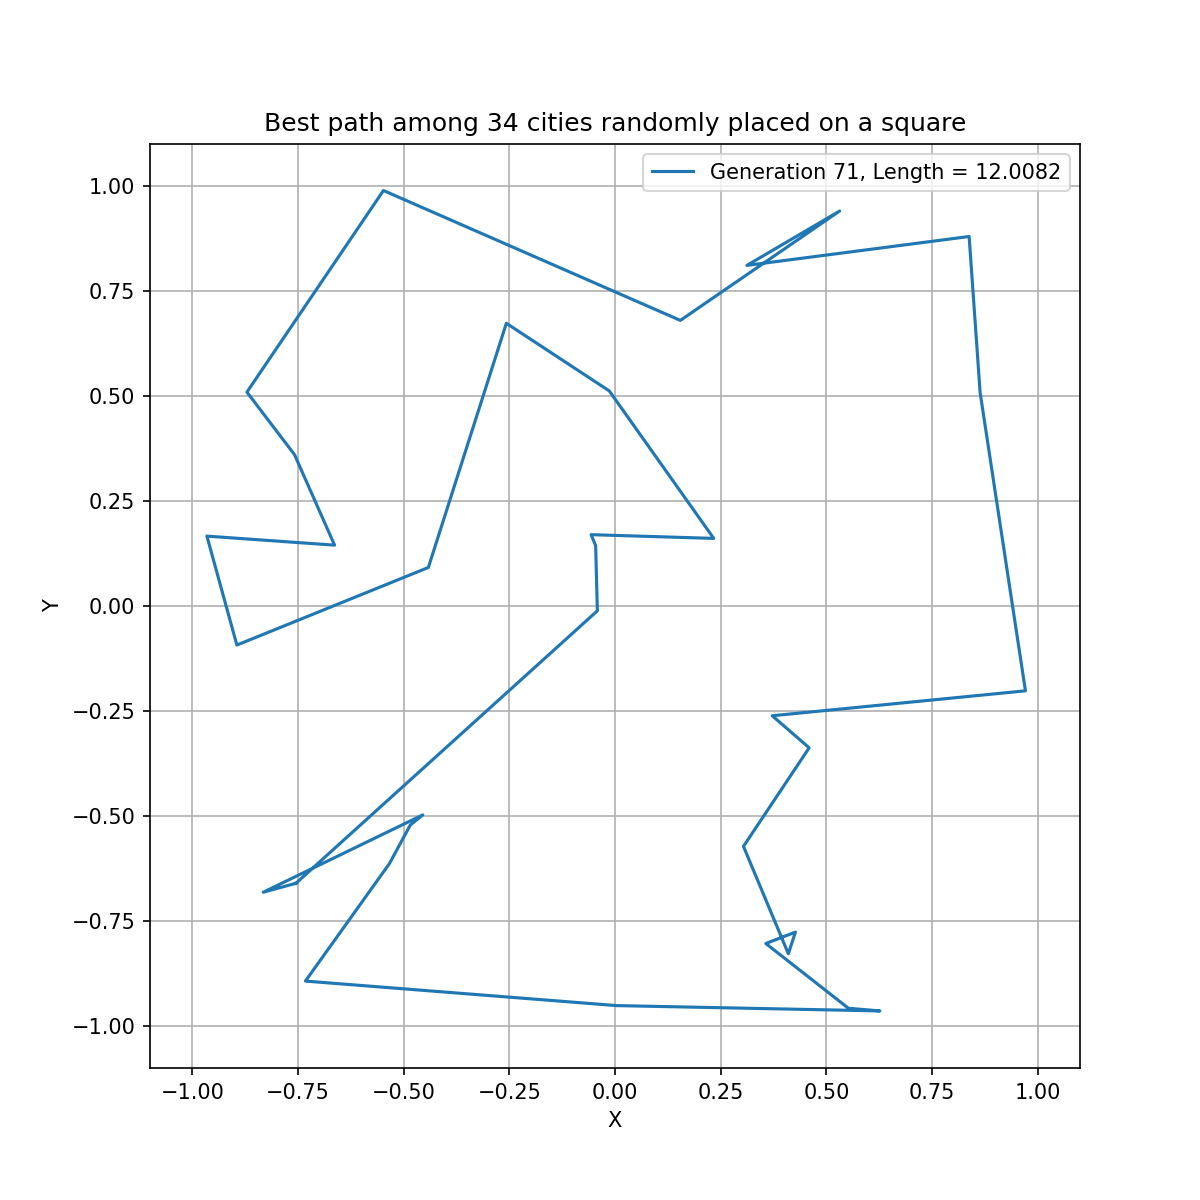 Best path among 34 cities randomly placed on a square
Generation 71, Length = 12.0082
1.00
0.75
0.50
0.25
0.00
−0.25
−0.50
−0.75
−1.00
Y
−1.00 −0.75 −0.50 −0.25 0.00 0.25 0.50 0.75 1.00
X